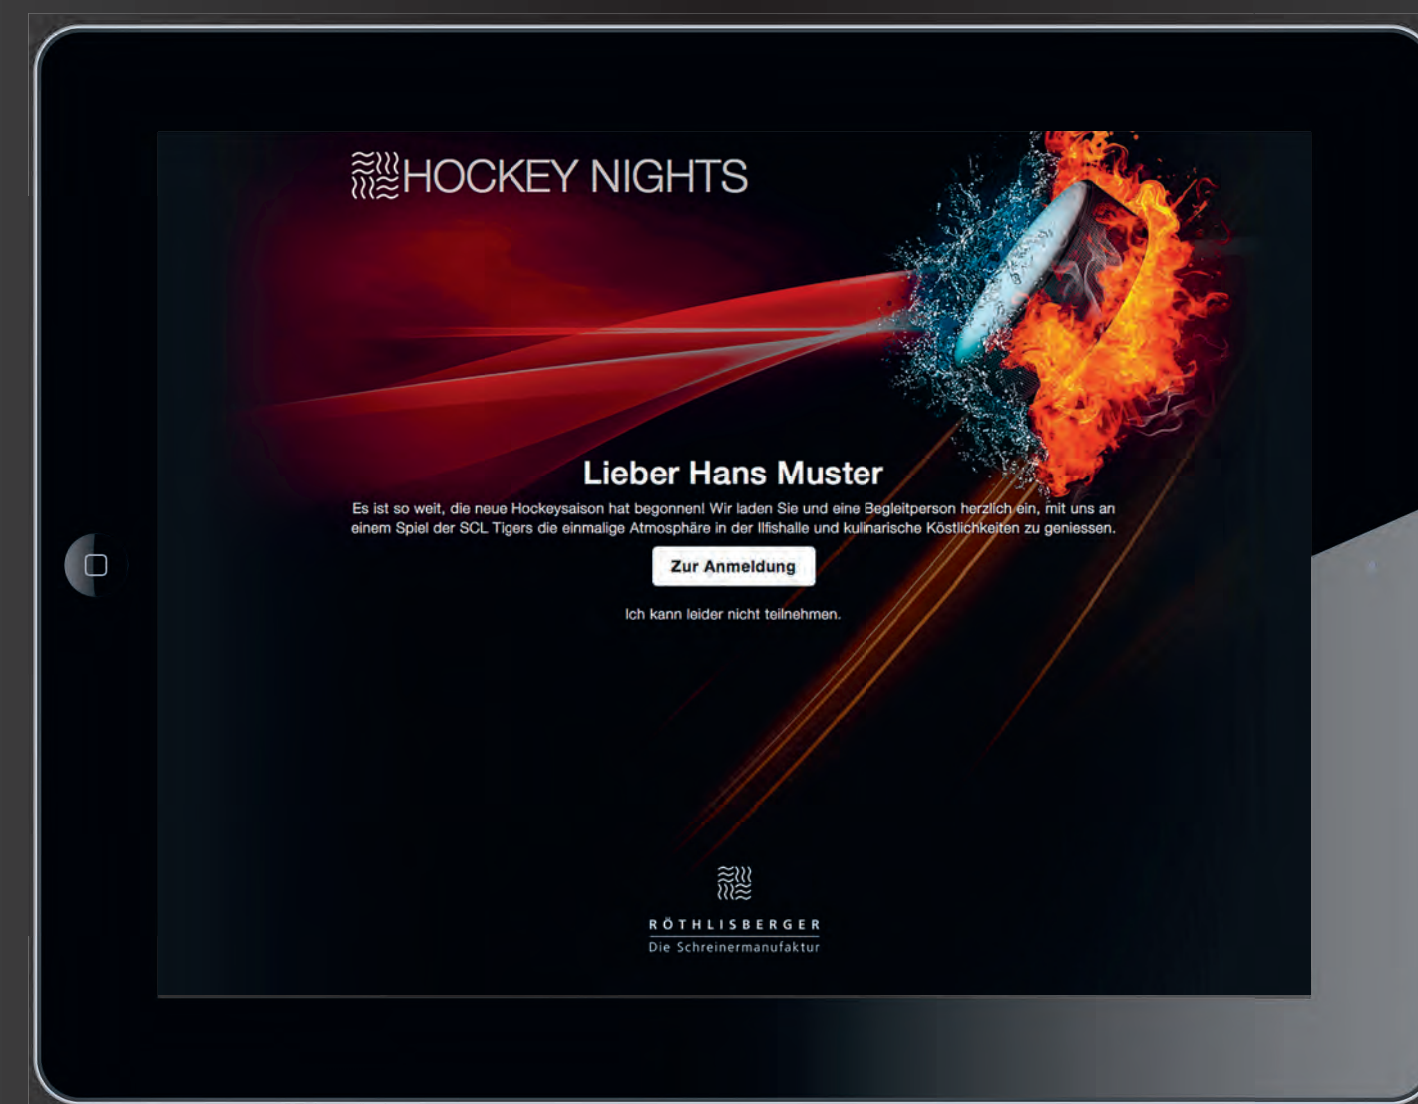 HOCKEY NIGHTS
Lieber Hans Muster
Es ist so weit, die neue Hockeysaison hat begonnen! Wir laden Sie und eine Begleitperson herzlich ein, mit uns an
einem Spiel der SCL Tigers die einmalige Atmosphäre in der Ilfishalle und kulinarische Köstlichkeiten zu geniessen.
Zur Anmeldung
Ich kann leider nicht teilnehmen.
RÖTHLISBERGER
Die Schreinermanufaktur